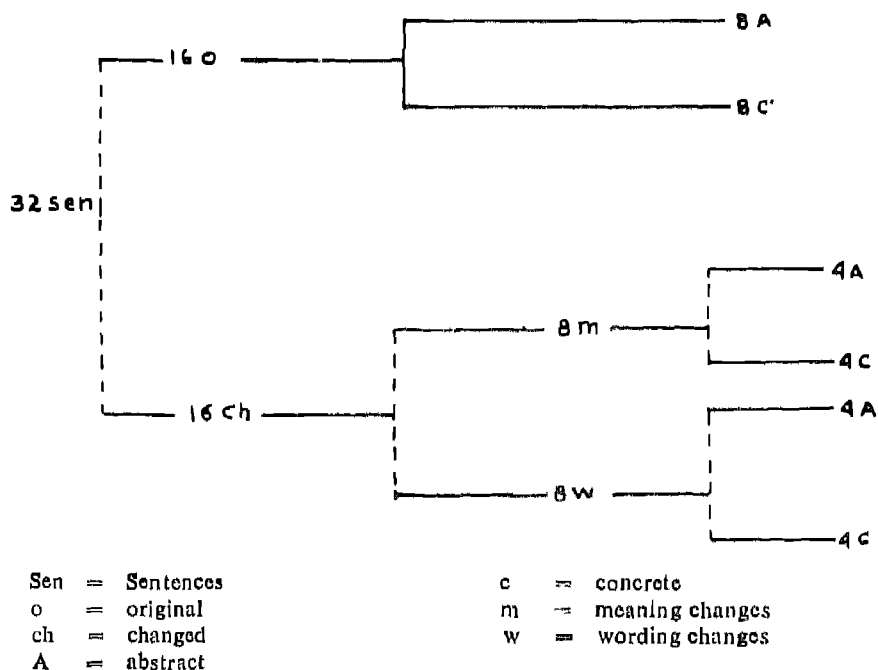 8 A
16 o
8 C
32 sen
4 A
8 m
4 C
16 Ch
4 A
8 W
4 C
Sen = Sentences
o = original
ch = changed
A = abstract
c = concrete
m = meaning changes
w = wording changes